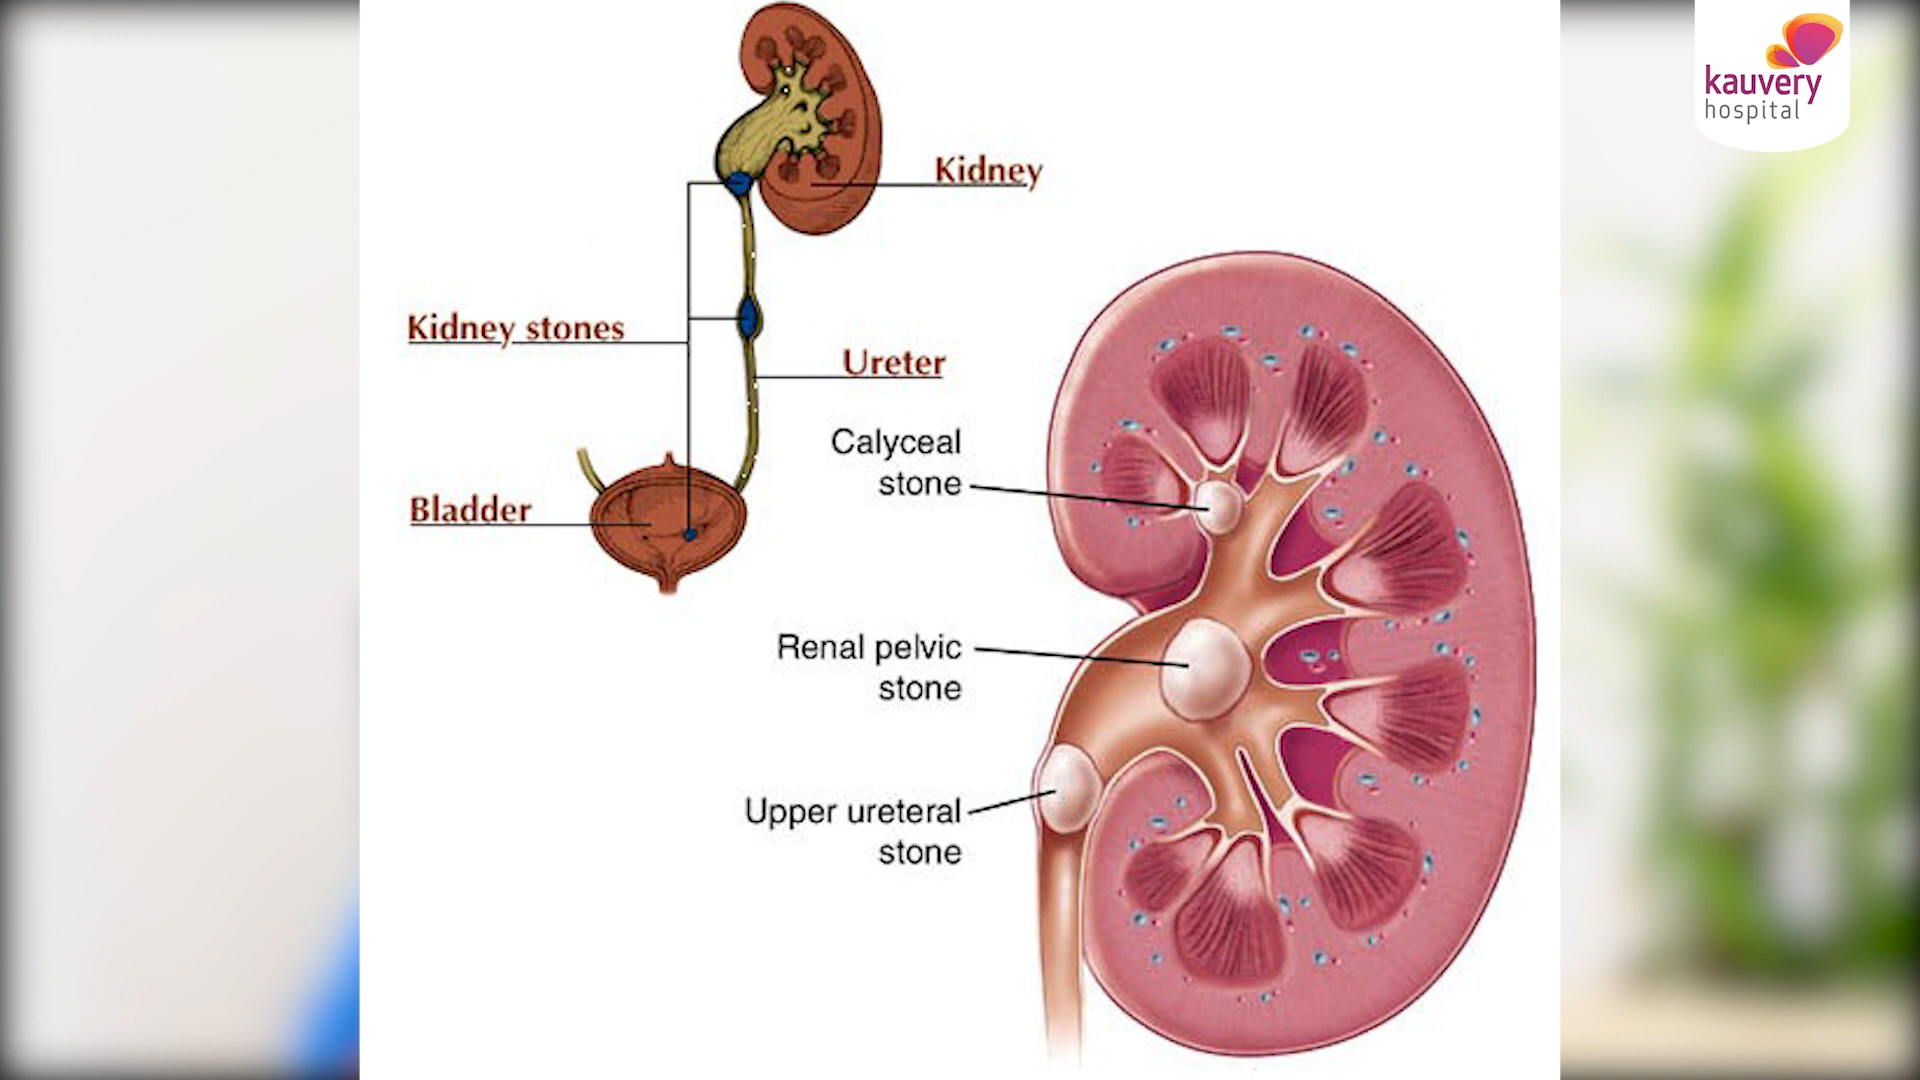 kauvery
hospital
Kidney
Kidney stones
Ureter
Bladder
Calyceal
stone
Renal pelvic
stone
Upper ureteral
stone